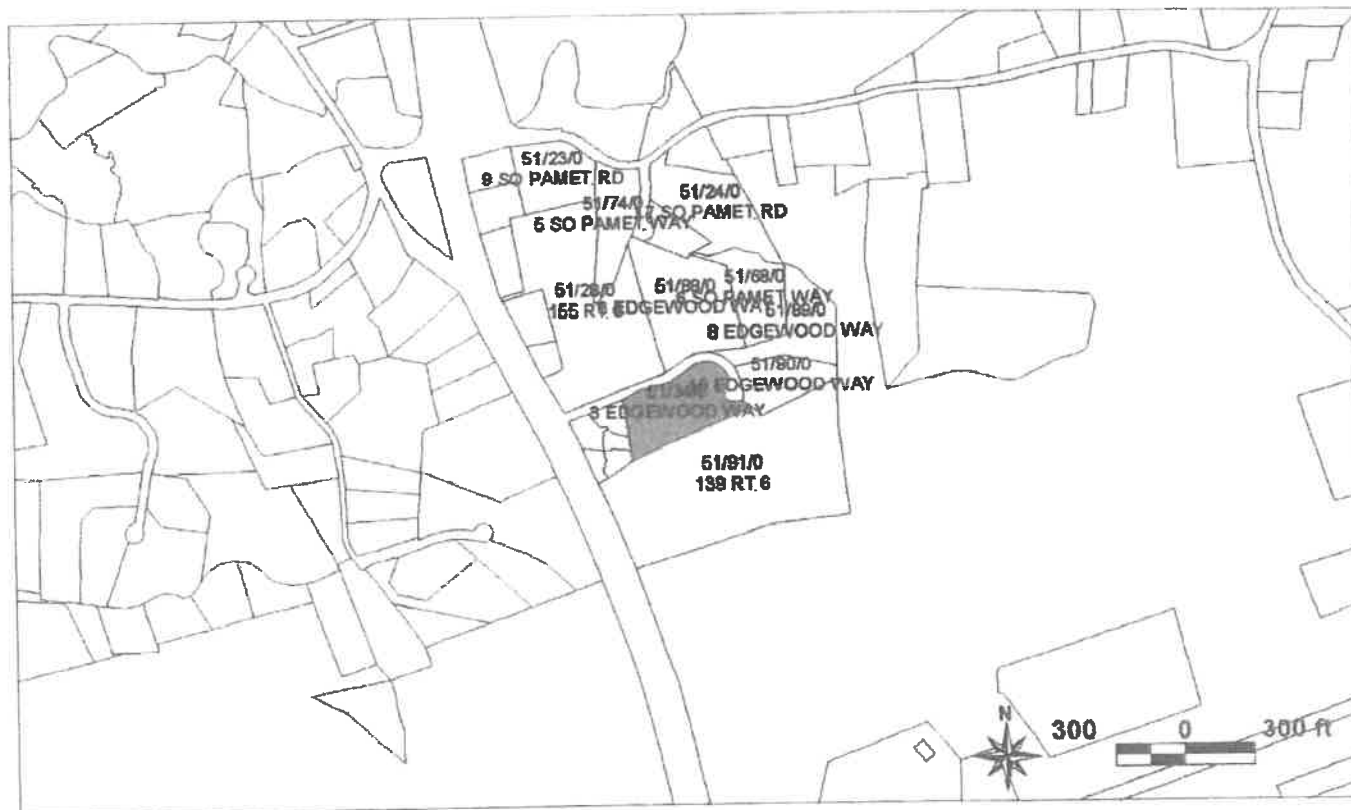 51/23/0
9 SO PAMET RD
51/74/0
5 SO PAMET WAY
51/24/0
17 SO PAMET RD
51/28/0
155 RT. 6
51/88/0
EDGEWOOD WAY
51/68/0
SO PAMET WAY
51/89/0
8 EDGEWOOD WAY
51/90/0
EDGEWOOD WAY
3 EDGEWOOD WAY
51/91/0
139 RT. 6
N
300 0 300 ft